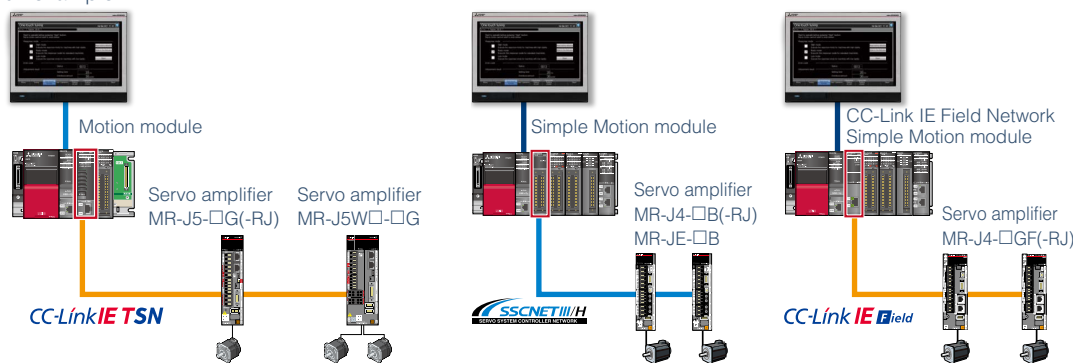 Motion module
Servo amplifier
MR-J5-□G(-RJ)
Servo amplifier
MR-J5W□-□G
CC-Link IE TSN
Simple Motion module
Servo amplifier
MR-J4-□B(-RJ)
MR-JE-□B
SSCNETIII/H
SERVO SYSTEM CONTROLLER NETWORK
CC-Link IE Field Network
Simple Motion module
Servo amplifier
MR-J4-□GF(-RJ)
CC-Link IE Field